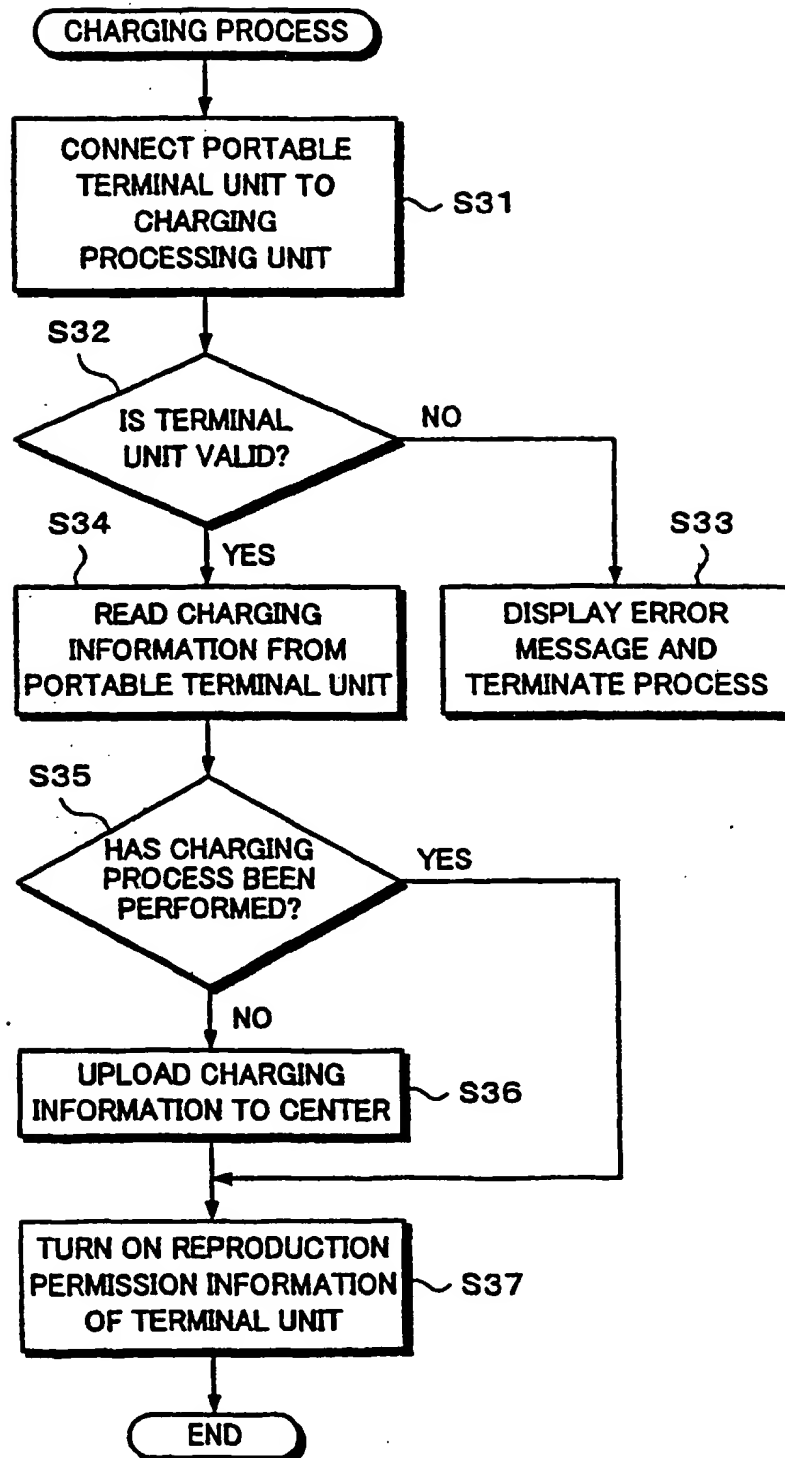 CHARGING PROCESS
CONNECT PORTABLE
TERMINAL UNIT TO
CHARGING
PROCESSING UNIT
S31
S32
IS TERMINAL
UNIT VALID?
NO
YES
S34
READ CHARGING
INFORMATION FROM
PORTABLE TERMINAL UNIT
S33
DISPLAY ERROR
MESSAGE AND
TERMINATE PROCESS
S35
HAS CHARGING
PROCESS BEEN
PERFORMED?
YES
NO
UPLOAD CHARGING
INFORMATION TO CENTER
S36
TURN ON REPRODUCTION
PERMISSION INFORMATION
OF TERMINAL UNIT
S37
END